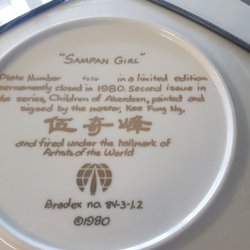 "SAMPAN GIRL"
Plate Number 4656 in a limited edition
permanently closed in 1980. Second issue in
the series, Children of Aberdeen, painted and
signed by the master, Kee Fung Ng,
伍奇峰
and fired under the hallmark of
Artists of the World
Bradex no. 84-3-1.2
©1980